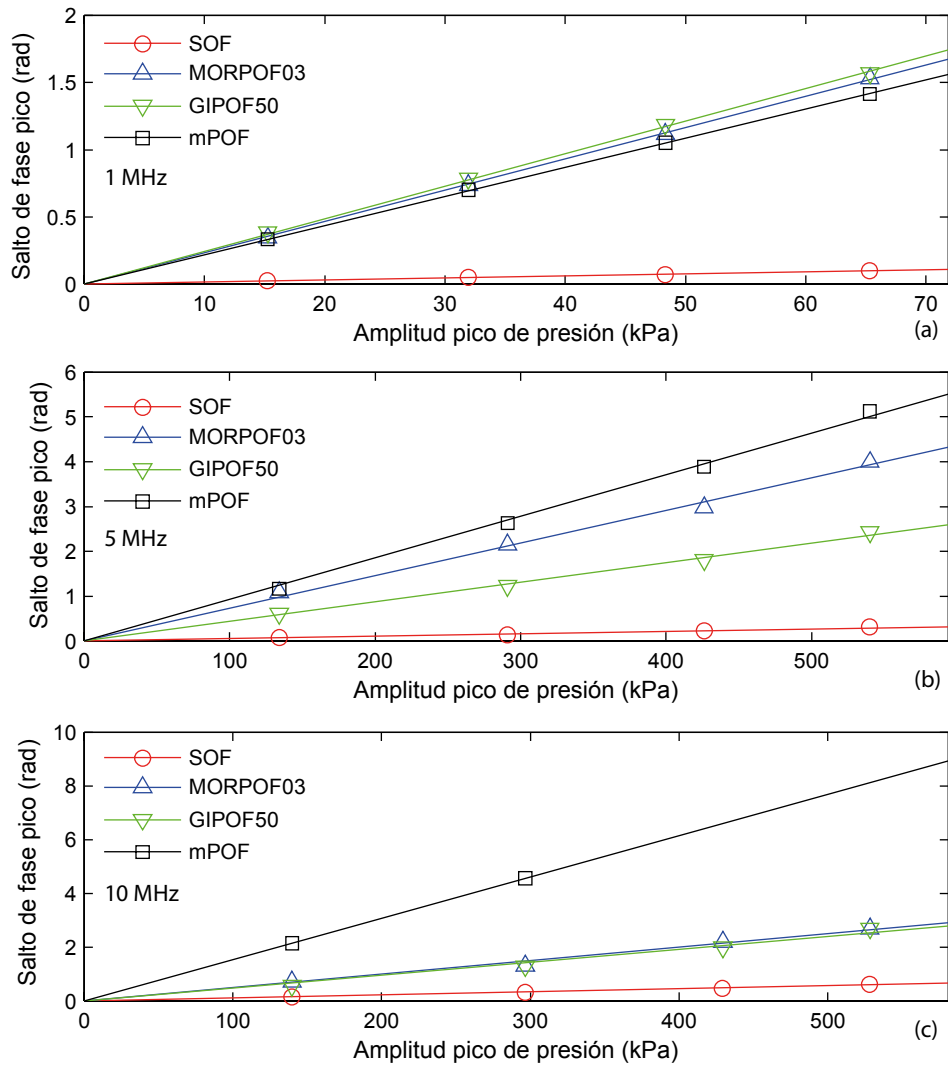 2
1.5
1
0.5
0
Salto de fase pico (rad)
SOF
MORPOF03
GIPOF50
mPOF
1 MHz
0 10 20 30 40 50 60 70
Amplitud pico de presión (kPa)
(a)
6
5
4
3
2
1
0
Salto de fase pico (rad)
SOF
MORPOF03
GIPOF50
mPOF
5 MHz
0 100 200 300 400 500
Amplitud pico de presión (kPa)
(b)
10
8
6
4
2
0
Salto de fase pico (rad)
SOF
MORPOF03
GIPOF50
mPOF
10 MHz
0 100 200 300 400 500
Amplitud pico de presión (kPa)
(c)